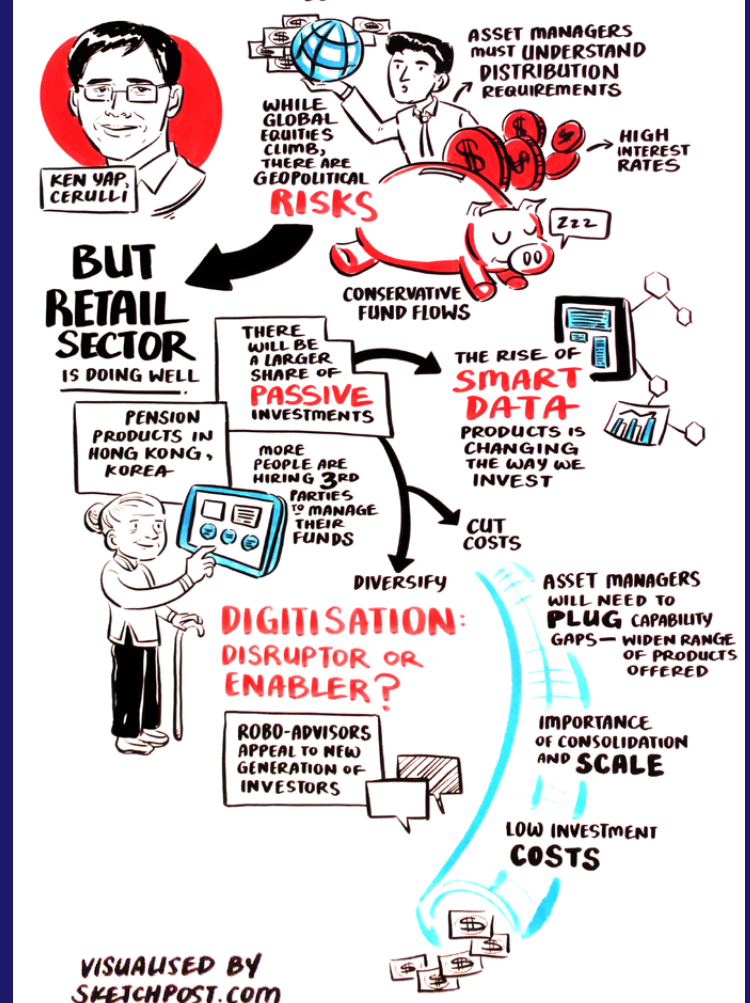 KEN YAP,
CERULLI
WHILE
GLOBAL
EQUITIES
CLIMB,
THERE ARE
GEOPOLITICAL
RISKS
ASSET MANAGERS
MUST UNDERSTAND
DISTRIBUTION
REQUIREMENTS
HIGH
INTEREST
RATES
ZZZ
CONSERVATIVE
FUND FLOWS
BUT
RETAIL
SECTOR
IS DOING WELL
THERE
WILL BE
A LARGER
SHARE OF
PASSIVE
INVESTMENTS
THE RISE OF
SMART
DATA
PRODUCTS IS
CHANGING
THE WAY WE
INVEST
PENSION
PRODUCTS IN
HONG KONG,
KOREA
MORE
PEOPLE ARE
HIRING 3RD
PARTIES
TO MANAGE
THEIR
FUNDS
CUT
COSTS
DIVERSIFY
DIGITISATION:
DISRUPTOR OR
ENABLER?
ROBO-ADVISORS
APPEAL TO NEW
GENERATION OF
INVESTORS
ASSET MANAGERS
WILL NEED TO
PLUG CAPABILITY
GAPS — WIDEN RANGE
OF PRODUCTS
OFFERED
IMPORTANCE
OF CONSOLIDATION
AND SCALE
LOW INVESTMENT
COSTS
VISUALISED BY
SKETCHPOST.COM